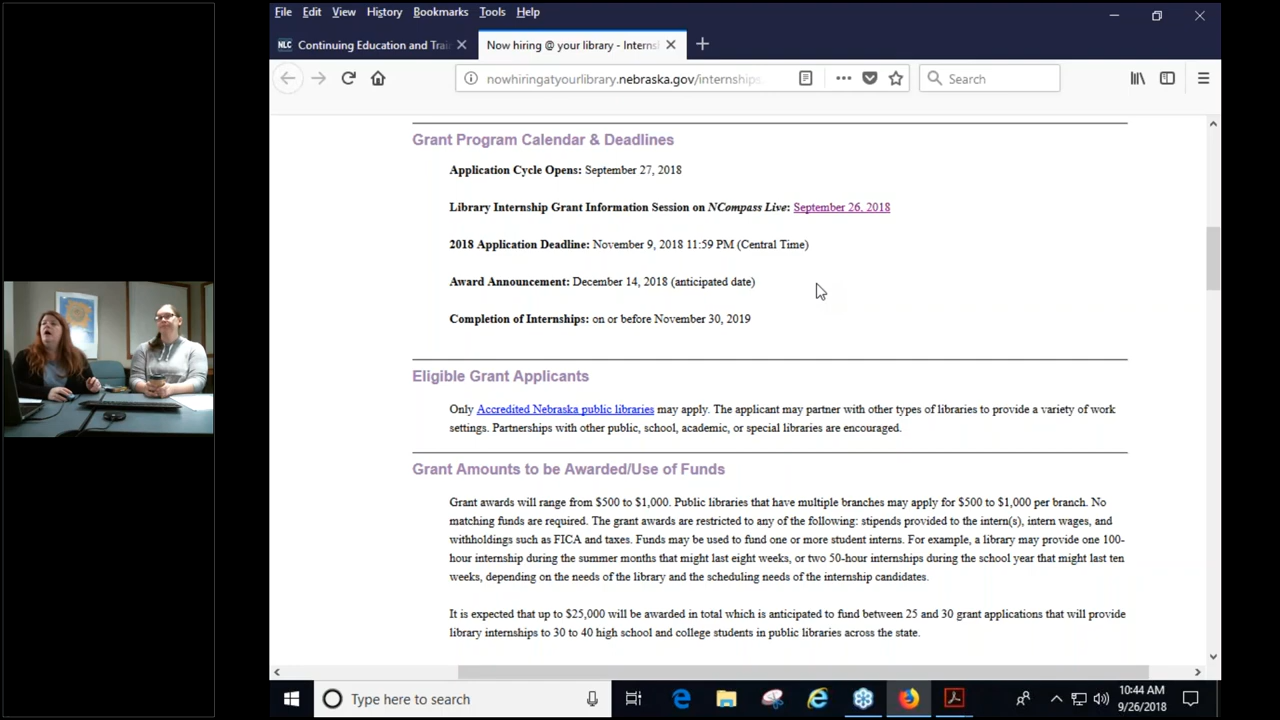 File Edit View History Bookmarks Tools Help
NLC Continuing Education and Trai
Now hiring @ your library - Interns
nowhiringatyourlibrary.nebraska.gov/internships.
Search
Grant Program Calendar & Deadlines
Application Cycle Opens: September 27, 2018
Library Internship Grant Information Session on NCompass Live: September 26, 2018
2018 Application Deadline: November 9, 2018 11:59 PM (Central Time)
Award Announcement: December 14, 2018 (anticipated date)
Completion of Internships: on or before November 30, 2019
Eligible Grant Applicants
Only Accredited Nebraska public libraries may apply. The applicant may partner with other types of libraries to provide a variety of work
settings. Partnerships with other public, school, academic, or special libraries are encouraged.
Grant Amounts to be Awarded/Use of Funds
Grant awards will range from $500 to $1,000. Public libraries that have multiple branches may apply for $500 to $1,000 per branch. No
matching funds are required. The grant awards are restricted to any of the following: stipends provided to the intern(s), intern wages, and
withholdings such as FICA and taxes. Funds may be used to fund one or more student interns. For example, a library may provide one 100-
hour internship during the summer months that might last eight weeks, or two 50-hour internships during the school year that might last ten
weeks, depending on the needs of the library and the scheduling needs of the internship candidates.
It is expected that up to $25,000 will be awarded in total which is anticipated to fund between 25 and 30 grant applications that will provide
library internships to 30 to 40 high school and college students in public libraries across the state.
Type here to search
10:44 AM
9/26/2018